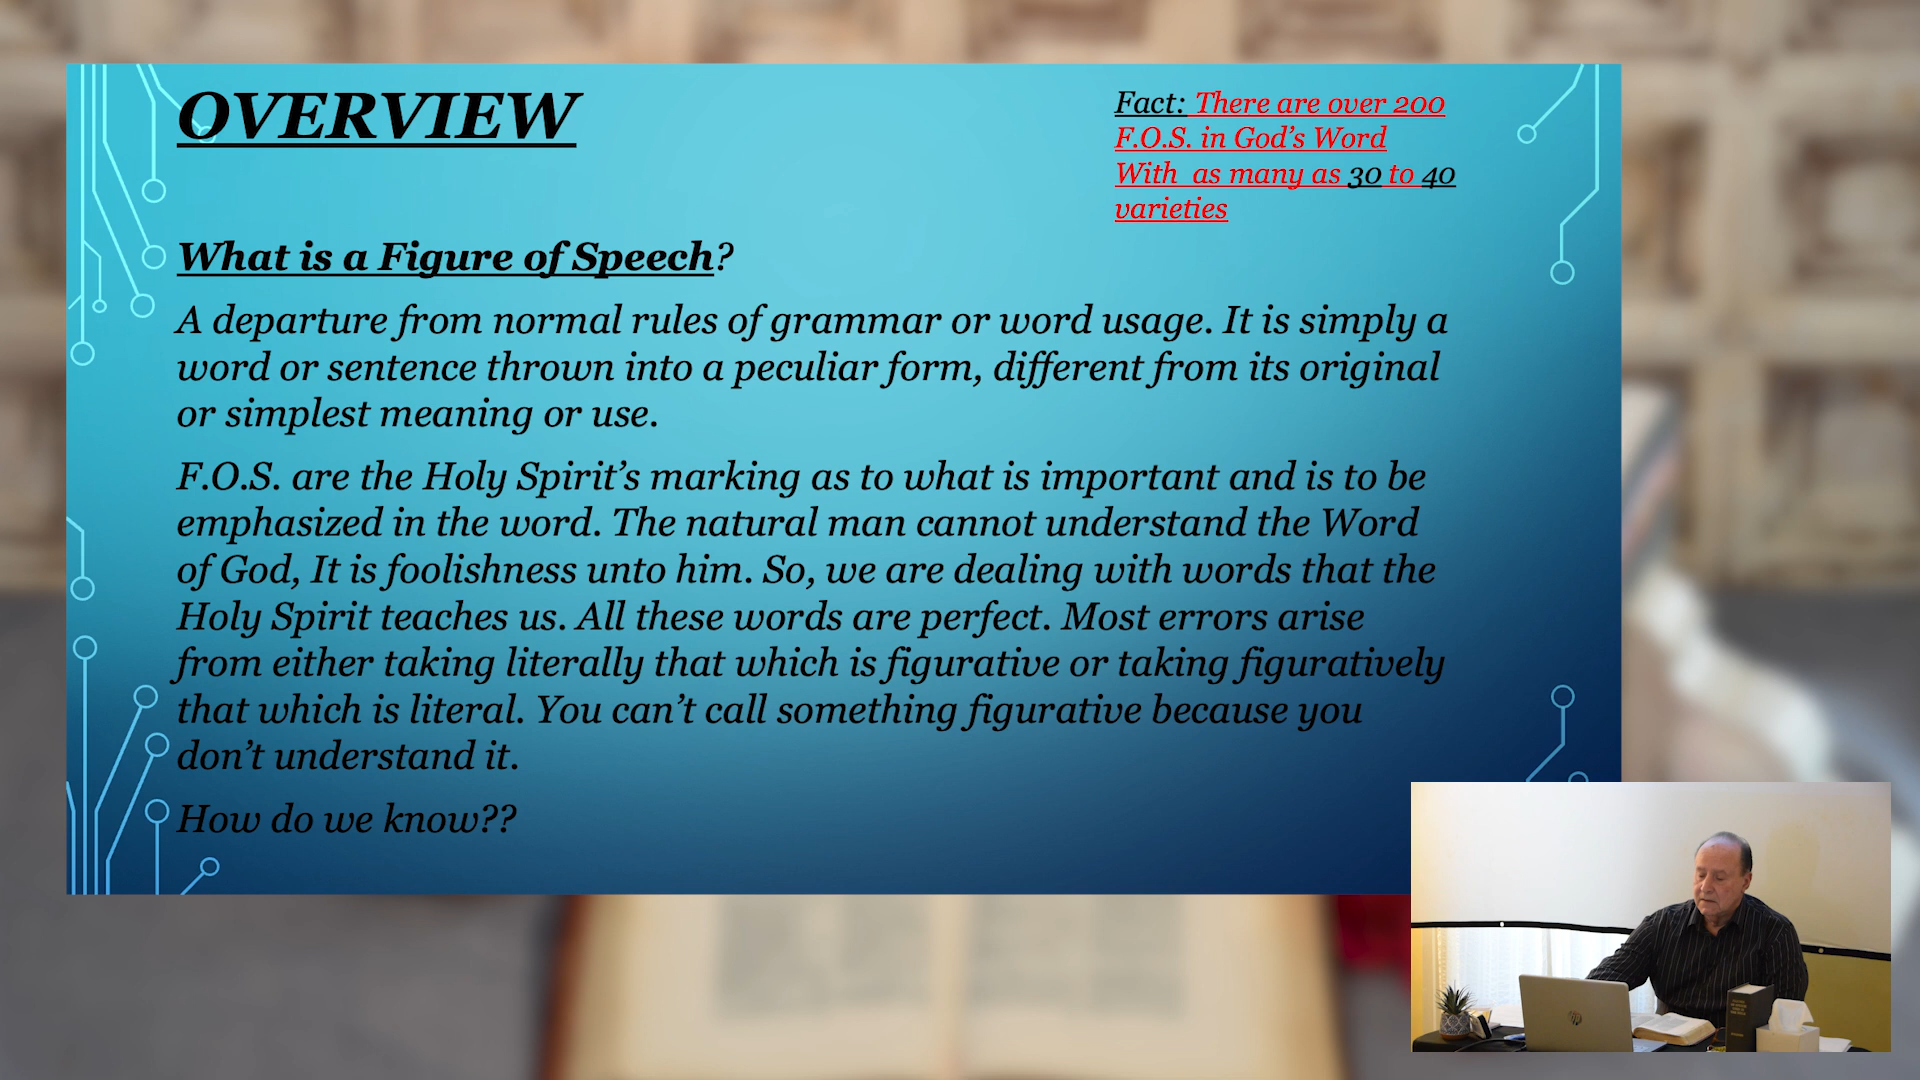 OVERVIEW
Fact: There are over 200
F.O.S. in God's Word
With as many as 30 to 40
varieties
What is a Figure of Speech?
A departure from normal rules of grammar or word usage. It is simply a
word or sentence thrown into a peculiar form, different from its original
or simplest meaning or use.
F.O.S. are the Holy Spirit's marking as to what is important and is to be
emphasized in the word. The natural man cannot understand the Word
of God, It is foolishness unto him. So, we are dealing with words that the
Holy Spirit teaches us. All these words are perfect. Most errors arise
from either taking literally that which is figurative or taking figuratively
that which is literal. You can't call something figurative because you
don't understand it.
How do we know??
hp